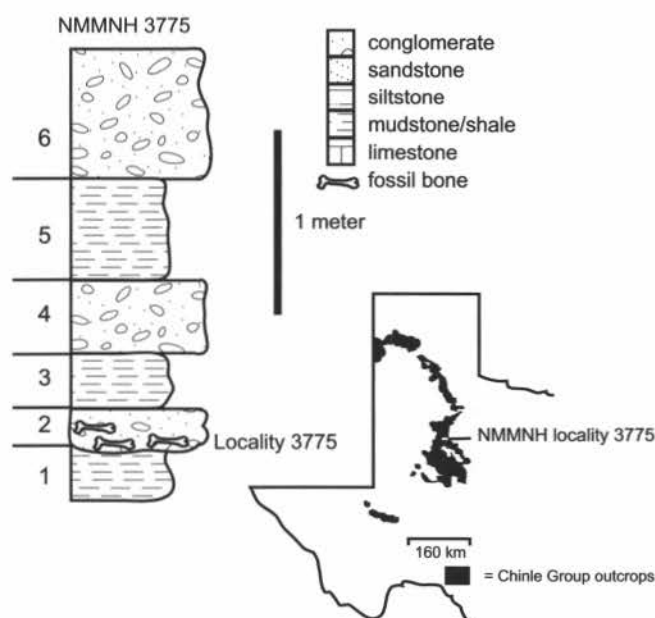 NMMNH 3775
6
5
4
3
2
1
Locality 3775
1 meter
conglomerate
sandstone
siltstone
mudstone/shale
limestone
fossil bone
NMMNH locality 3775
160 km
= Chinle Group outcrops